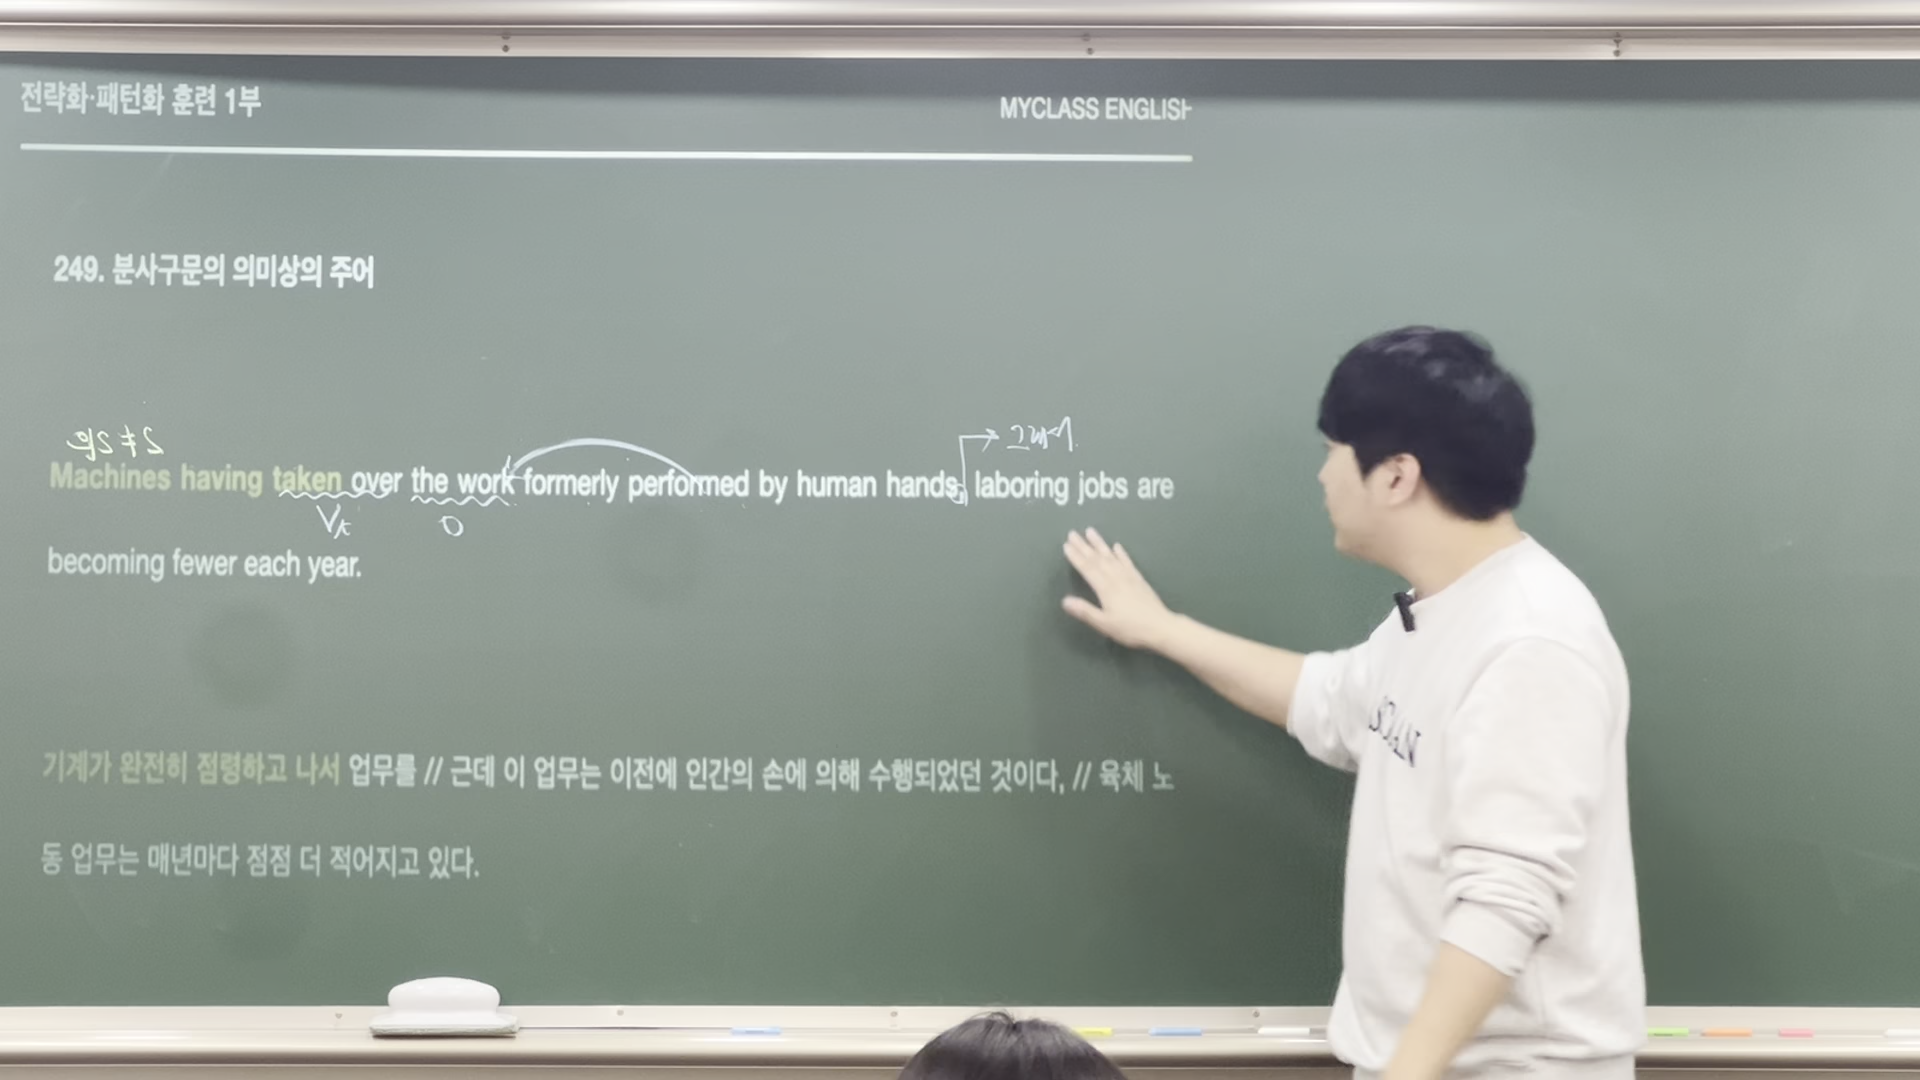 전략화·패턴화 훈련 1부
MYCLASS ENGLISH
249. 분사구문의 의미상의 주어
의S ≠ S
그래서
Machines having taken over the work formerly performed by human hands, laboring jobs are
Vt
O
becoming fewer each year.
기계가 완전히 점령하고 나서 업무를 // 근데 이 업무는 이전에 인간의 손에 의해 수행되었던 것이다, // 육체 노
동 업무는 매년마다 점점 더 적어지고 있다.